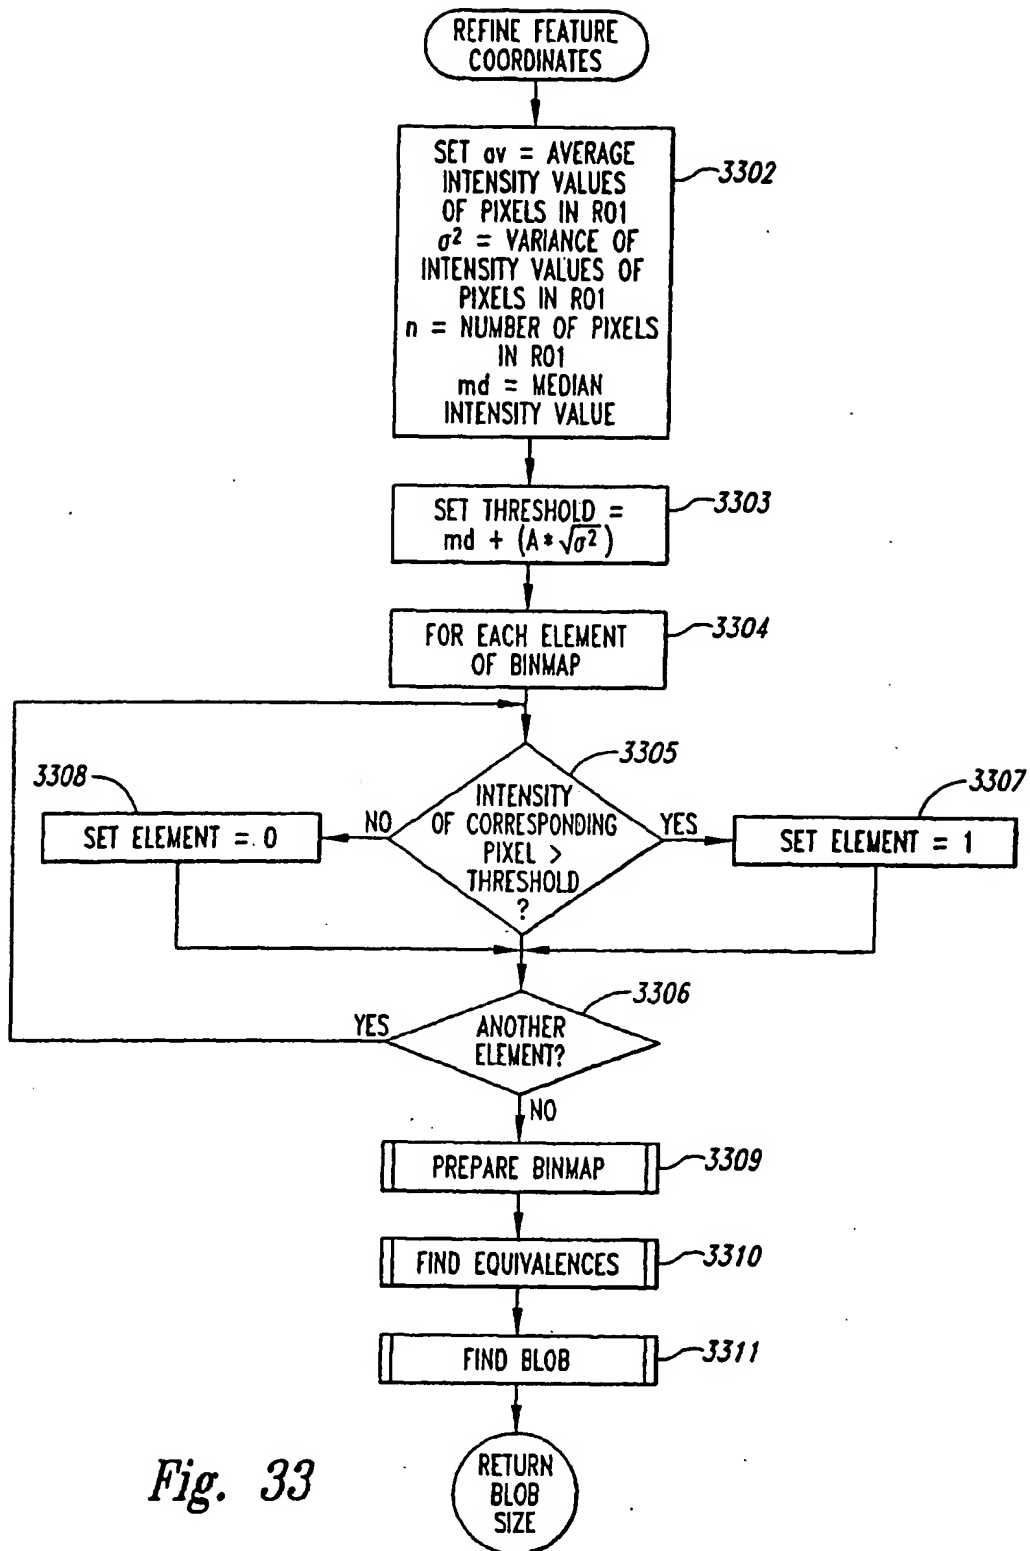 REFINE FEATURE
COORDINATES
SET av = AVERAGE
INTENSITY VALUES
OF PIXELS IN R01
σ² = VARIANCE OF
INTENSITY VALUES OF
PIXELS IN R01
n = NUMBER OF PIXELS
IN R01
md = MEDIAN
INTENSITY VALUE
3302
SET THRESHOLD =
md + (A*√σ²)
3303
FOR EACH ELEMENT
OF BINMAP
3304
INTENSITY
OF CORRESPONDING
PIXEL >
THRESHOLD
?
3305
NO
YES
3308
SET ELEMENT = 0
3307
SET ELEMENT = 1
ANOTHER
ELEMENT?
3306
YES
NO
PREPARE BINMAP
3309
FIND EQUIVALENCES
3310
FIND BLOB
3311
RETURN
BLOB
SIZE
Fig. 33